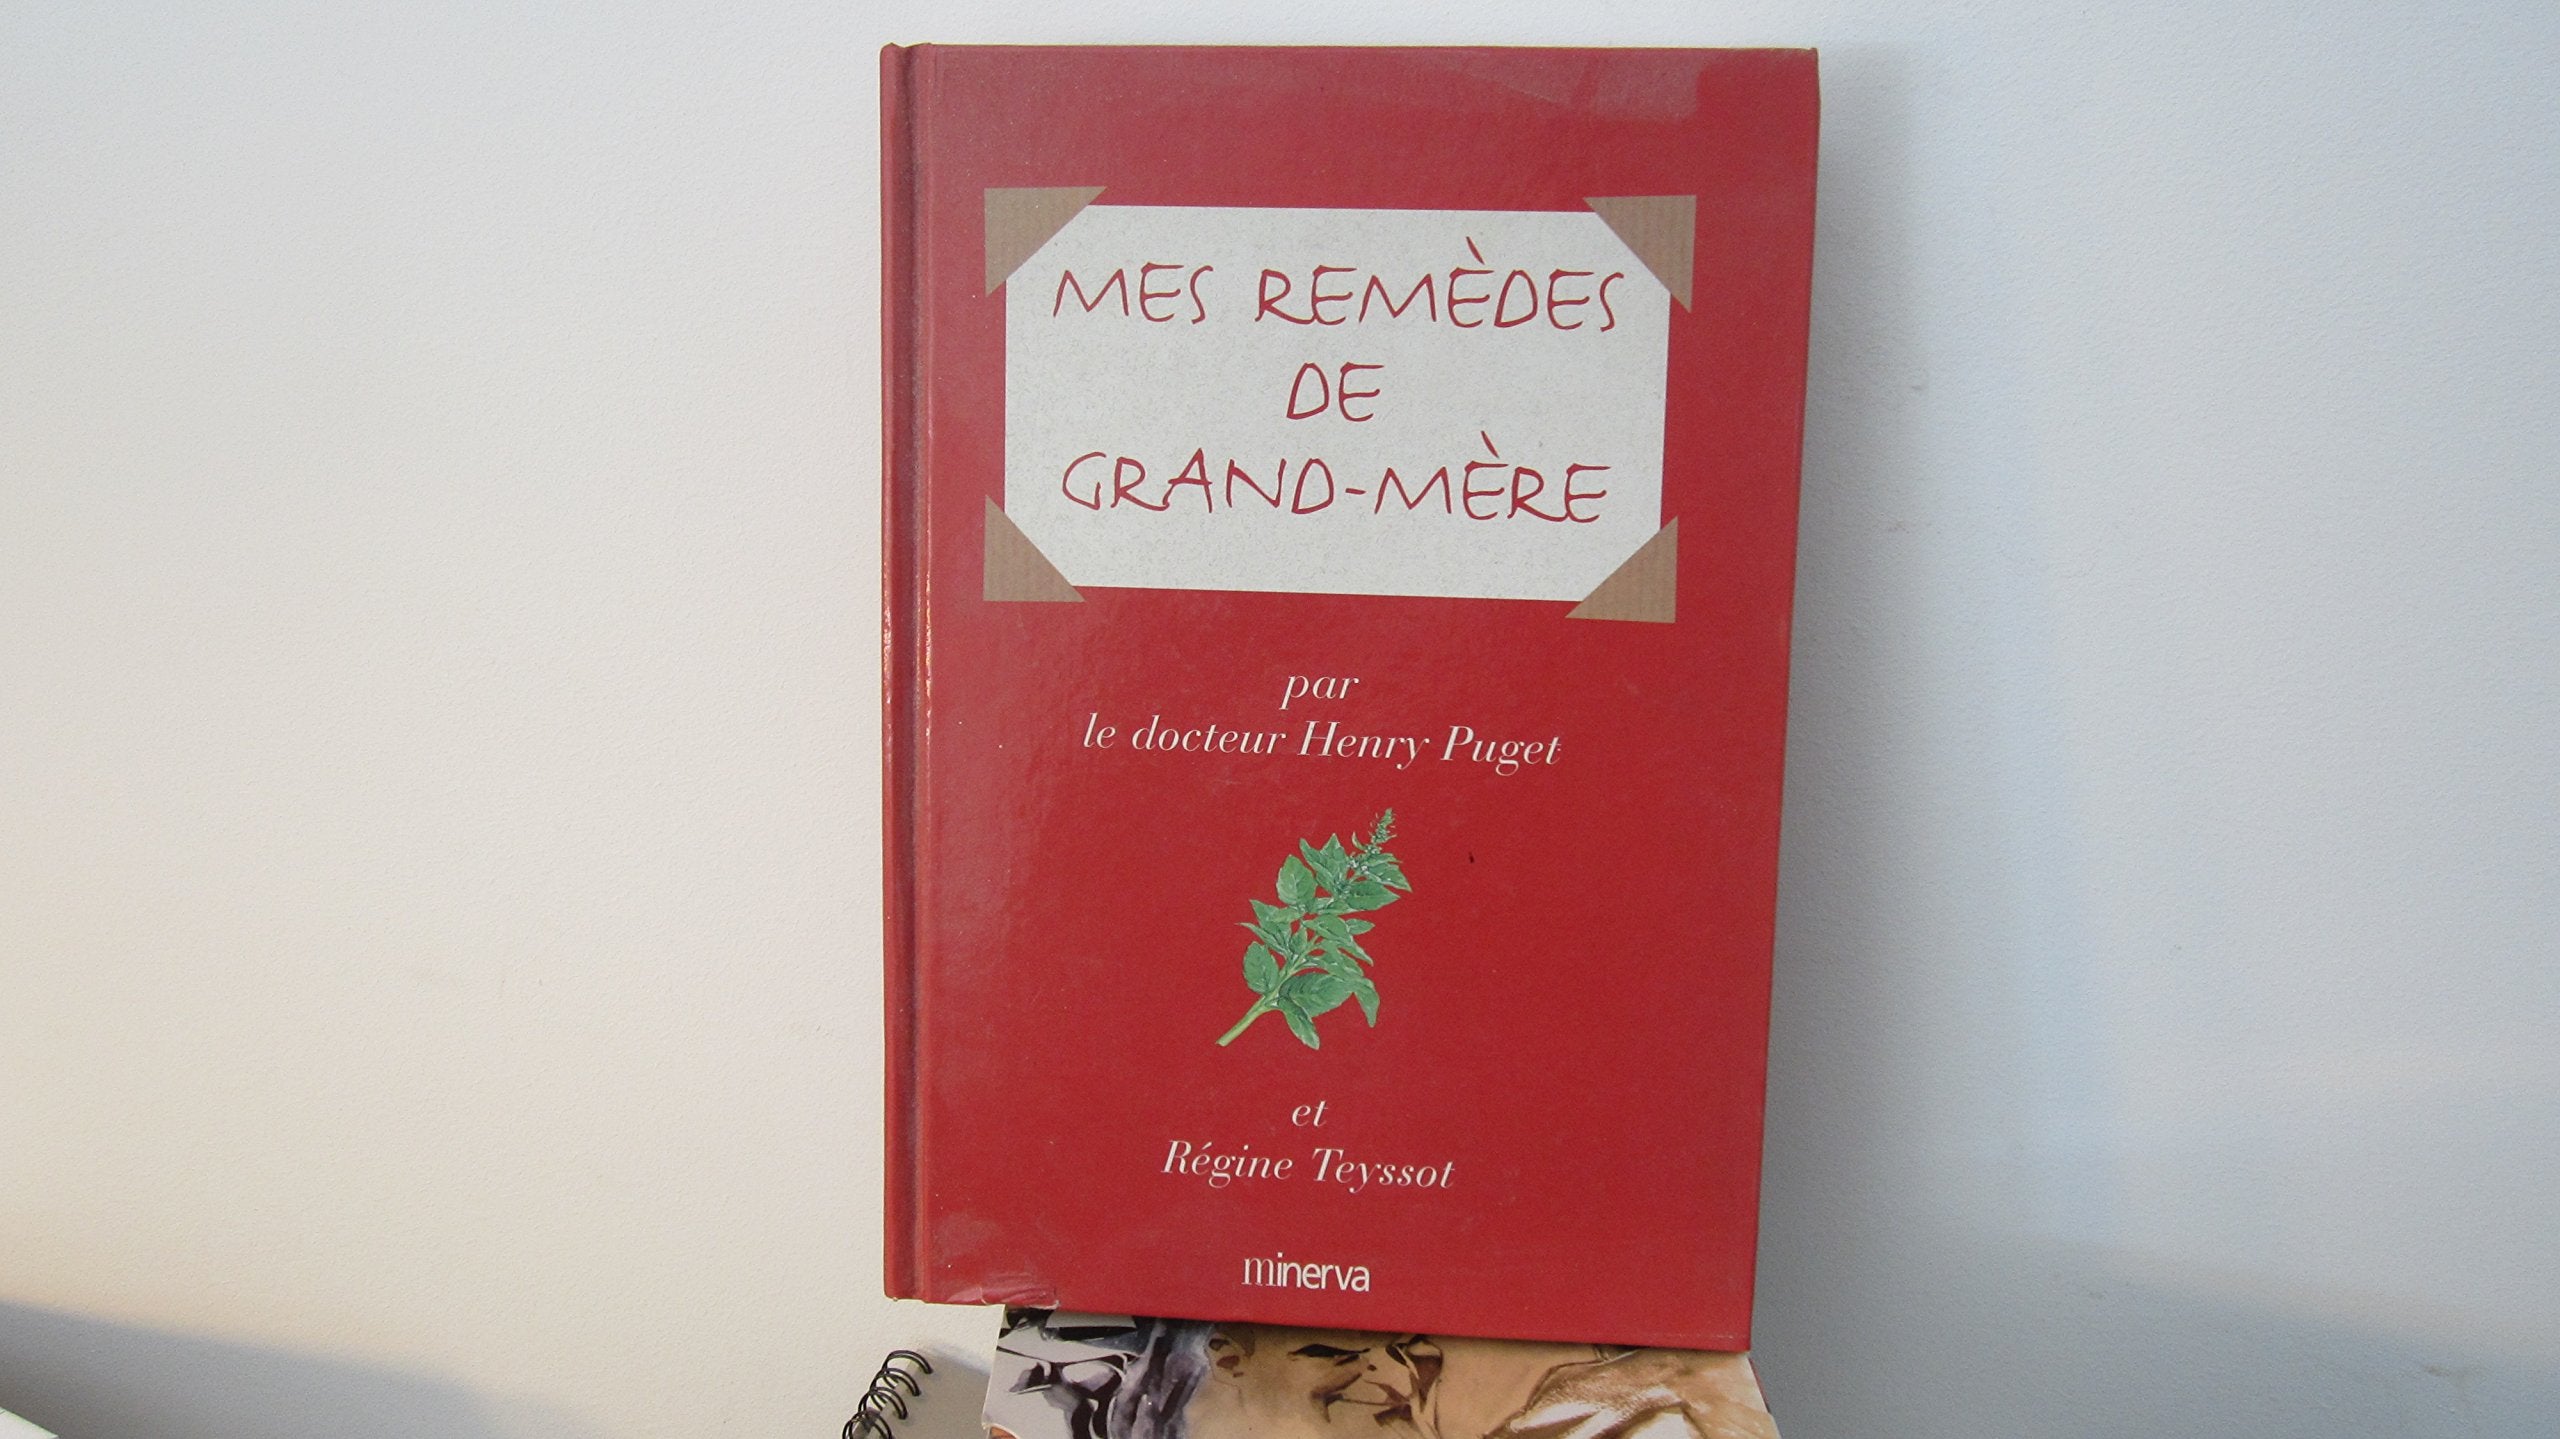 MES REMÈDES
DE
GRAND-MÈRE
par
le docteur Henry Puget
et
Régine Teyssot
minerva